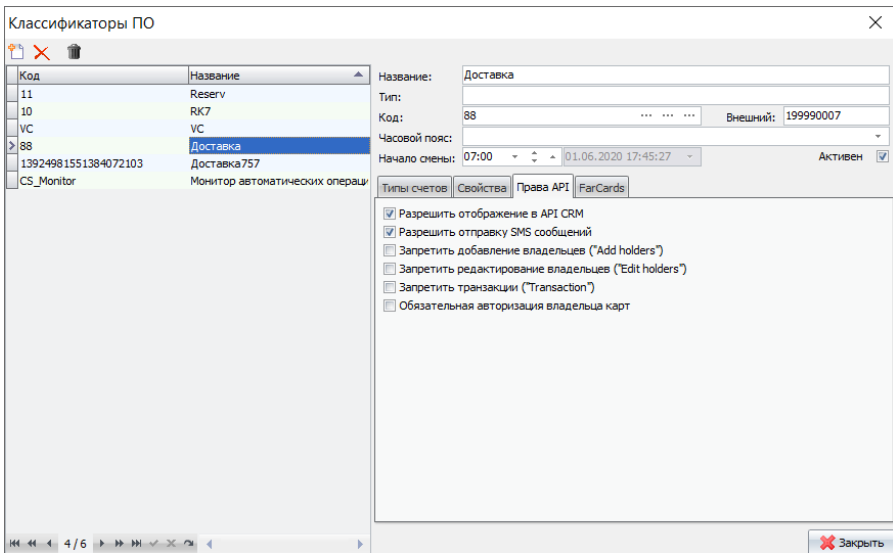 Классификаторы ПО
Код Название
11 Reserv
10 RK7
VC VC
88 Доставка
13924981551384072103 Доставка757
CS_Monitor Монитор автоматических операци
4/6
Название: Доставка
Тип:
Код: 88 ... ... ... Внешний: 199990007
Часовой пояс:
Начало смены: 07:00 01.06.2020 17:45:27 Активен
Типы счетов Свойства Права API FarCards
Разрешить отображение в API CRM
Разрешить отправку SMS сообщений
Запретить добавление владельцев ("Add holders")
Запретить редактирование владельцев ("Edit holders")
Запретить транзакции ("Transaction")
Обязательная авторизация владельца карт
Закрыть